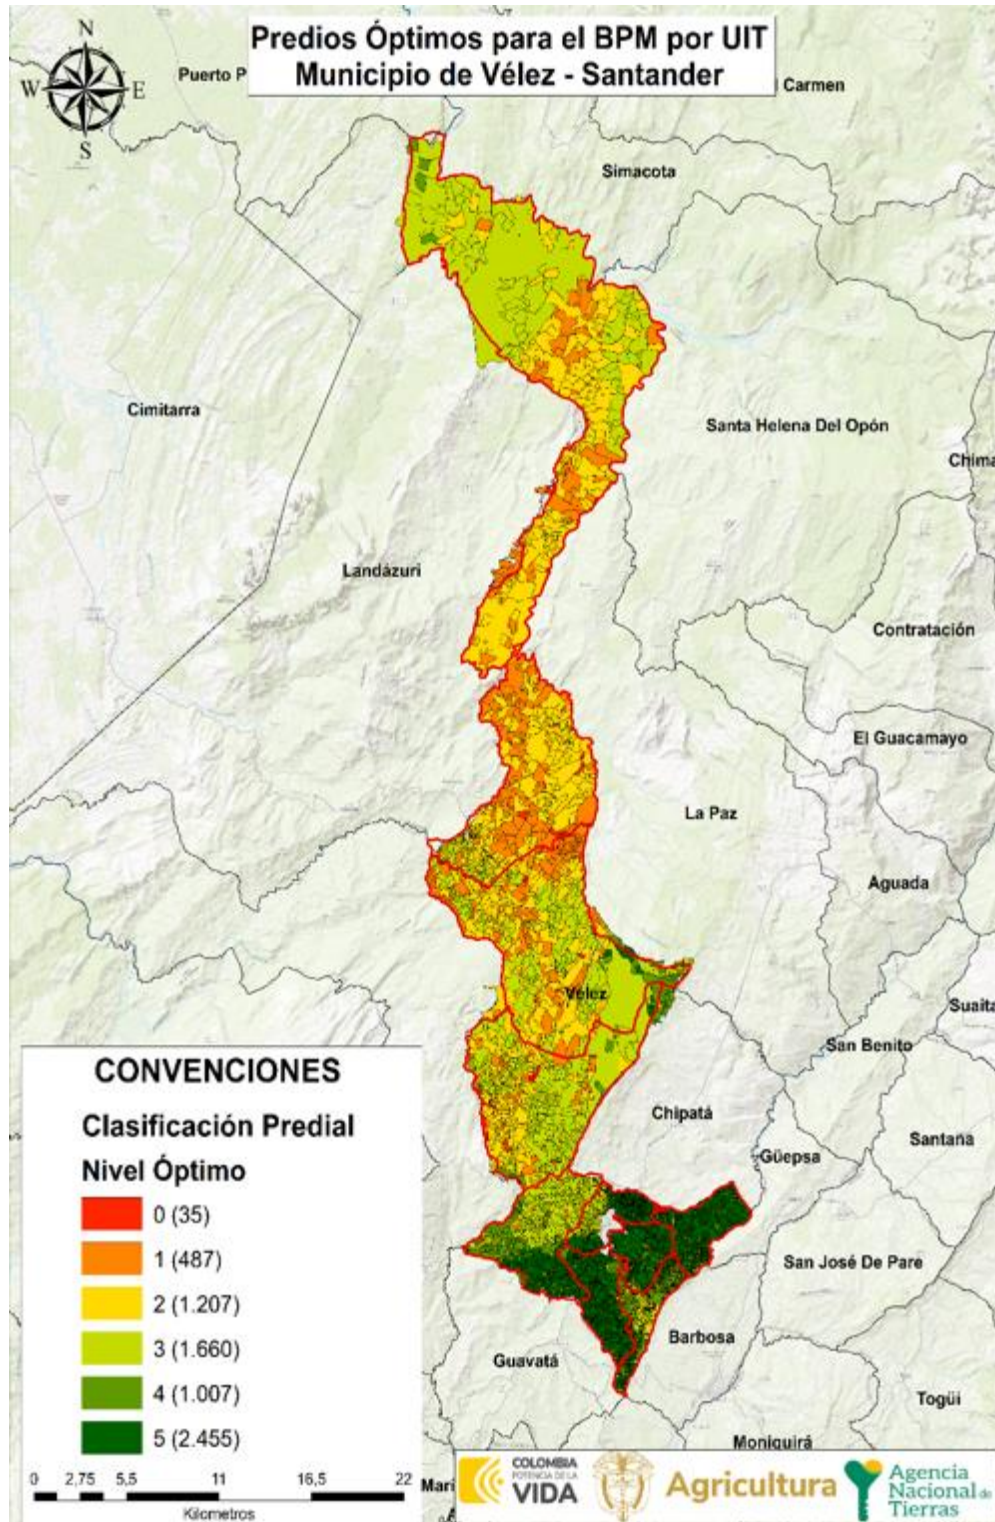 Predios Óptimos para el BPM por UIT
Municipio de Vélez - Santander
N
W
E
S
Puerto P
l Carmen
Simacota
Cimitarra
Santa Helena Del Opón
Chima
Landázuri
Contratación
El Guacamayo
La Paz
Aguada
Vélez
Suaita
San Benito
Chipatá
Santana
Güepsa
San José De Pare
Barbosa
Guavatá
Togüí
Moniquirá
Mari
CONVENCIONES
Clasificación Predial
Nivel Óptimo
0 (35)
1 (487)
2 (1.207)
3 (1.660)
4 (1.007)
5 (2.455)
0 2,75 5,5 11 16,5 22
Kilometros
COLOMBIA
POTENCIA DE LA
VIDA
Agricultura
Agencia
Nacional de
Tierras